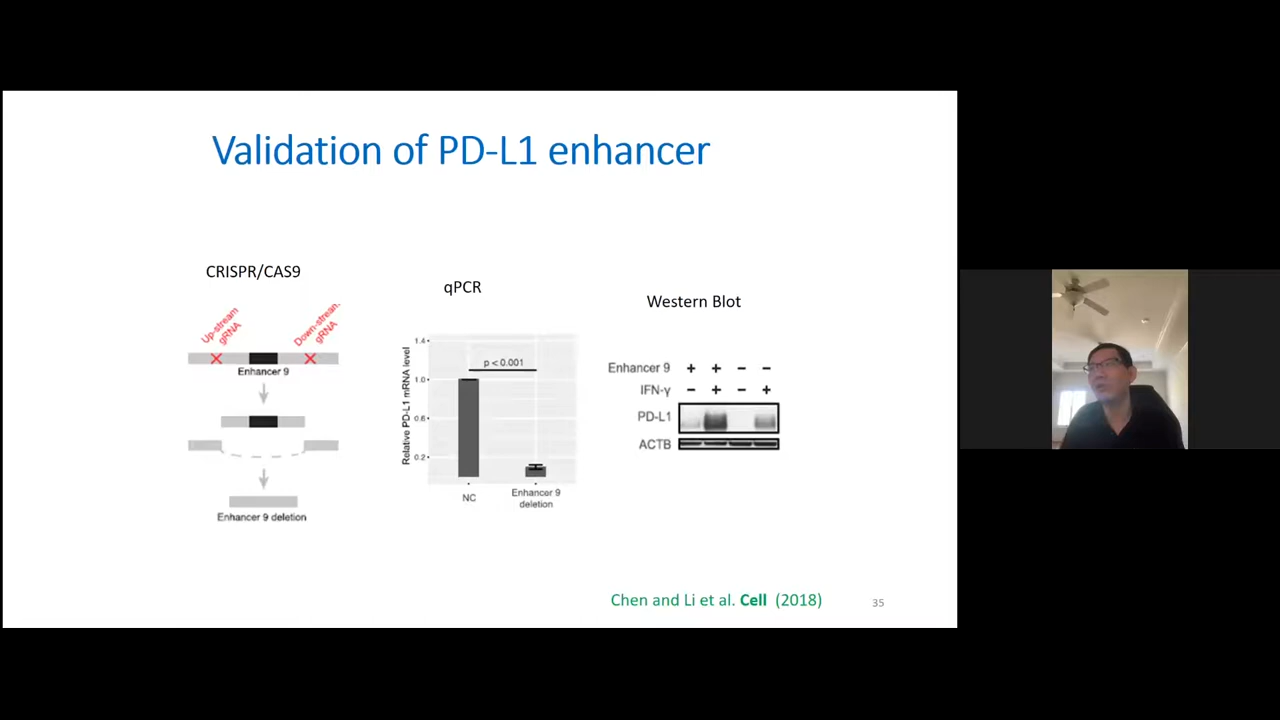 Validation of PD-L1 enhancer
CRISPR/CAS9
Up-stream
gRNA
Down-stream
gRNA
Enhancer 9
Enhancer 9 deletion
qPCR
Relative PD-L1 mRNA level
1.4
1.0
0.6
0.2
p < 0.001
NC
Enhancer 9
deletion
Western Blot
Enhancer 9 + + - -
IFN-γ - + - +
PD-L1
ACTB
Chen and Li et al. Cell (2018)
35